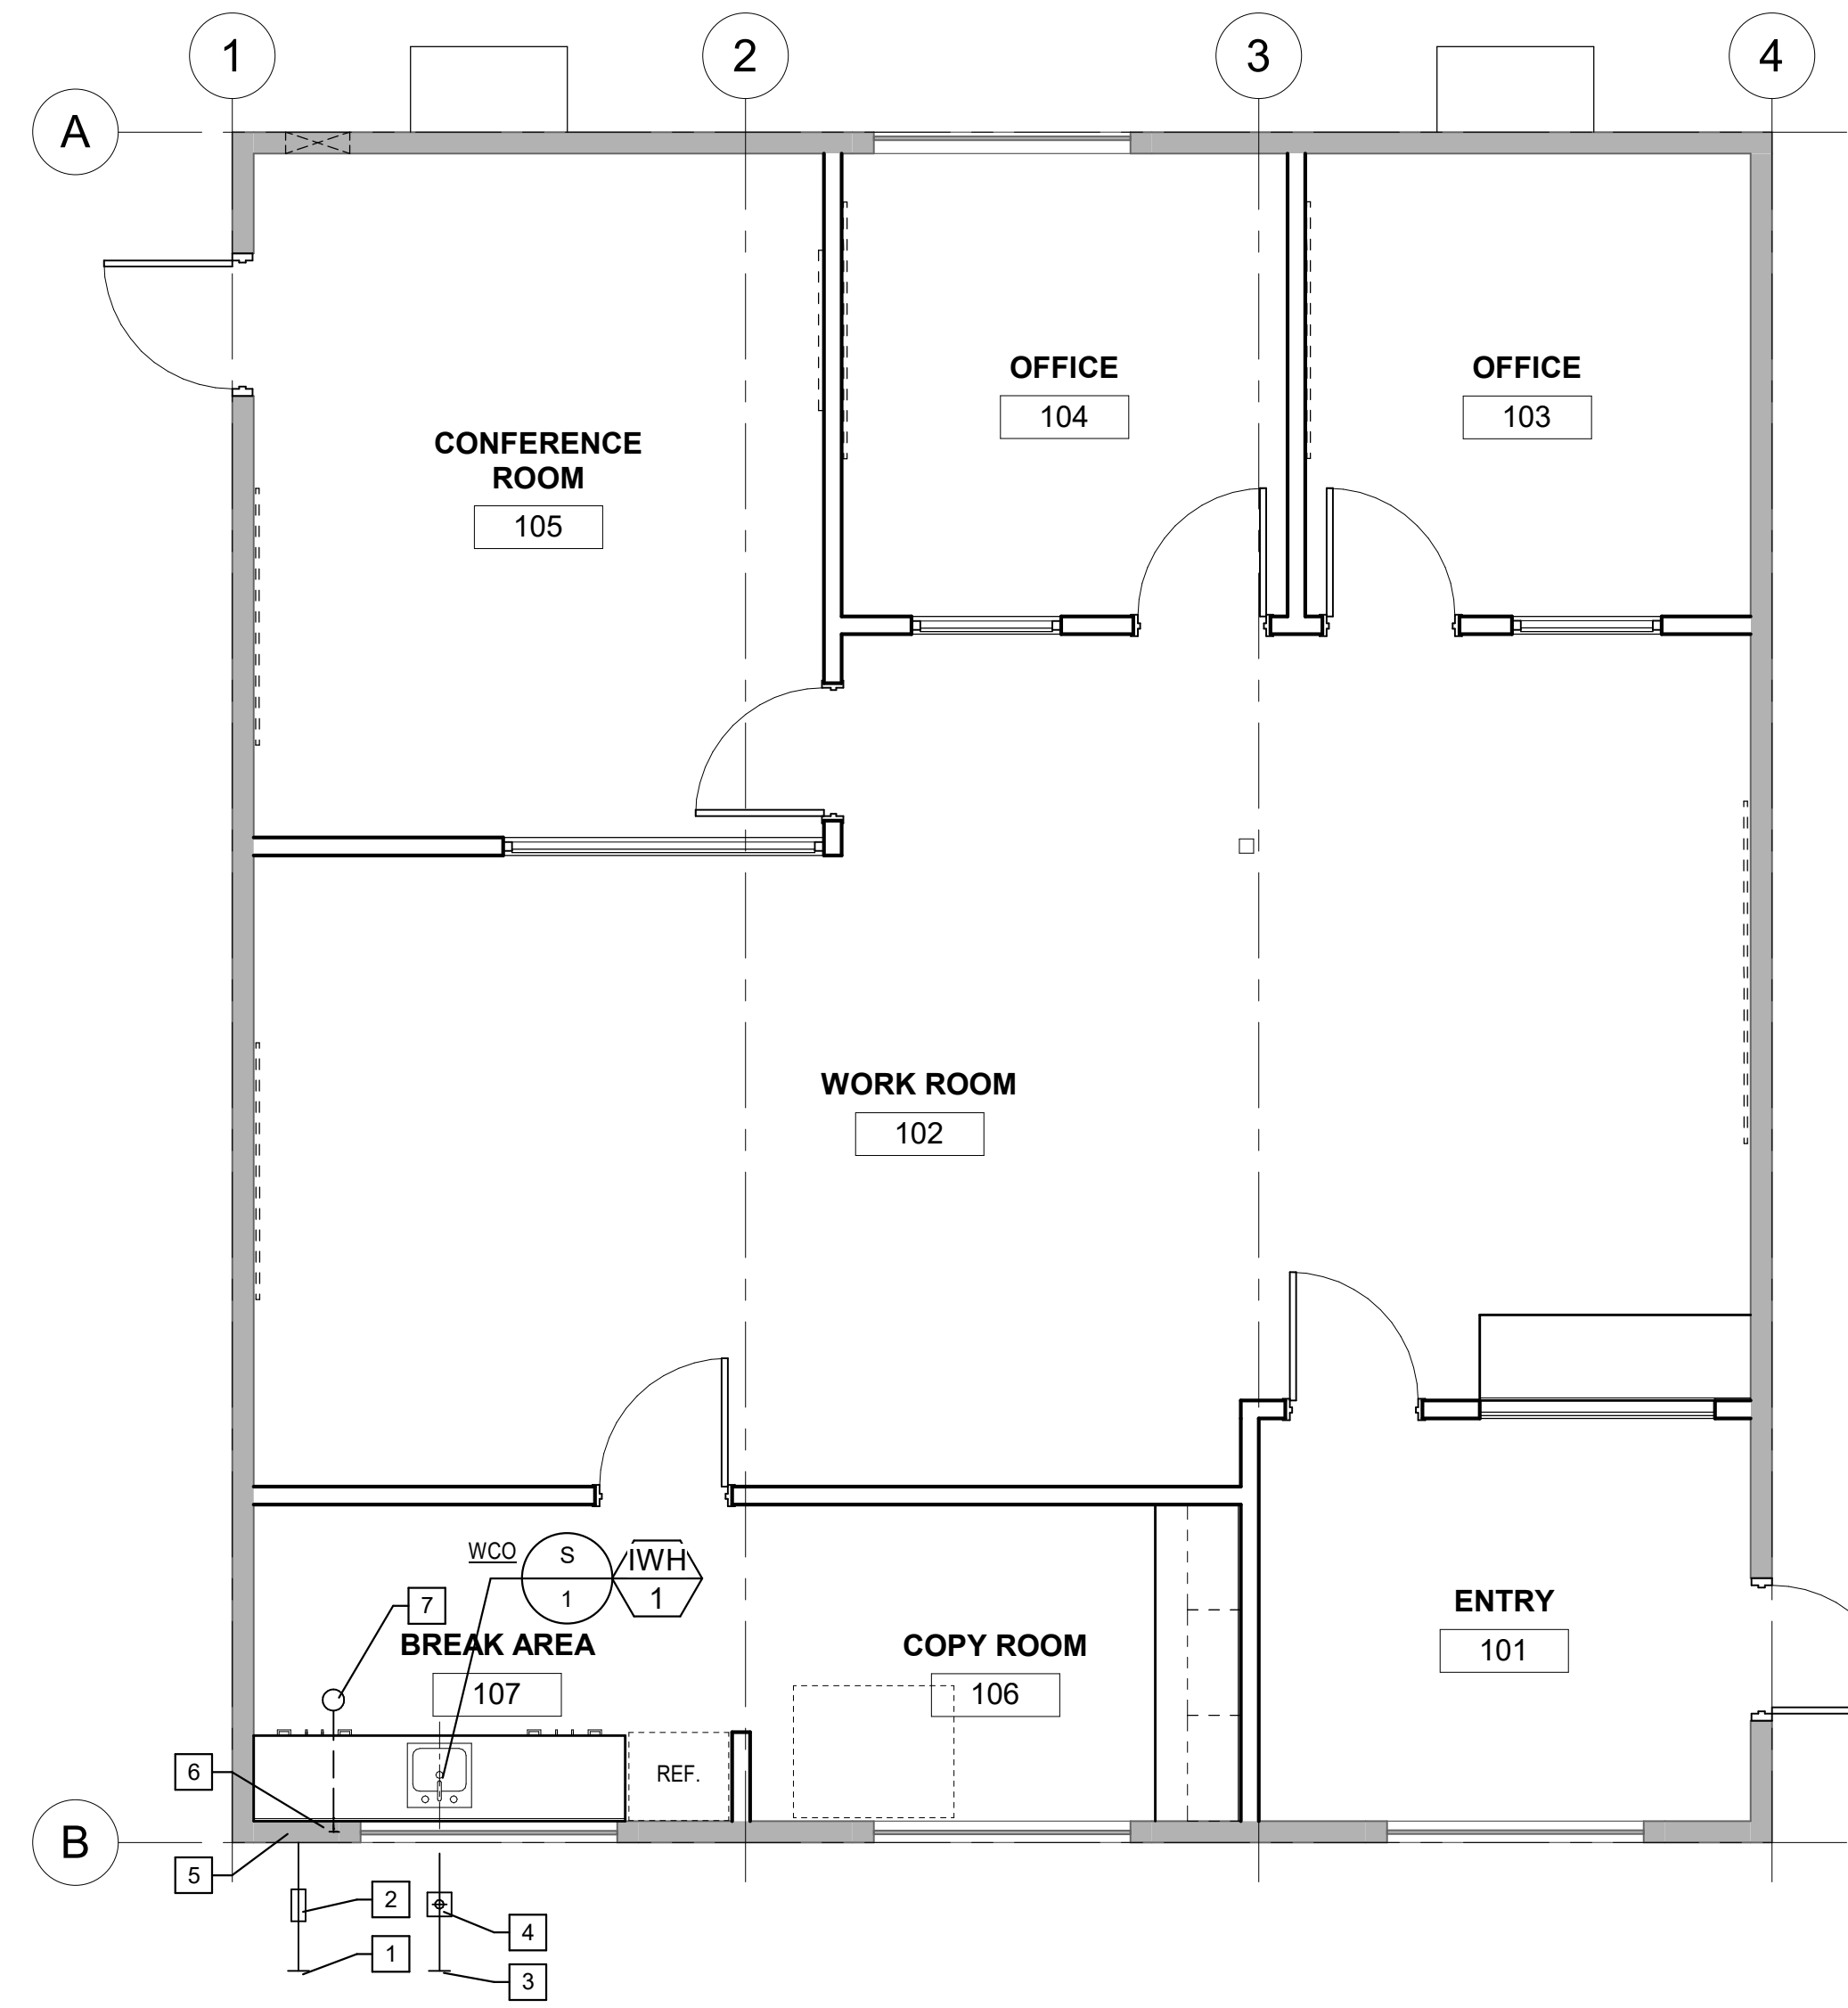 1
2
3
4
A
OFFICE
104
OFFICE
103
CONFERENCE
ROOM
105
WORK ROOM
102
WCO
S
1
IWH
1
7
BREAK AREA
107
COPY ROOM
106
ENTRY
101
REF.
6
B
5
2
4
1
3